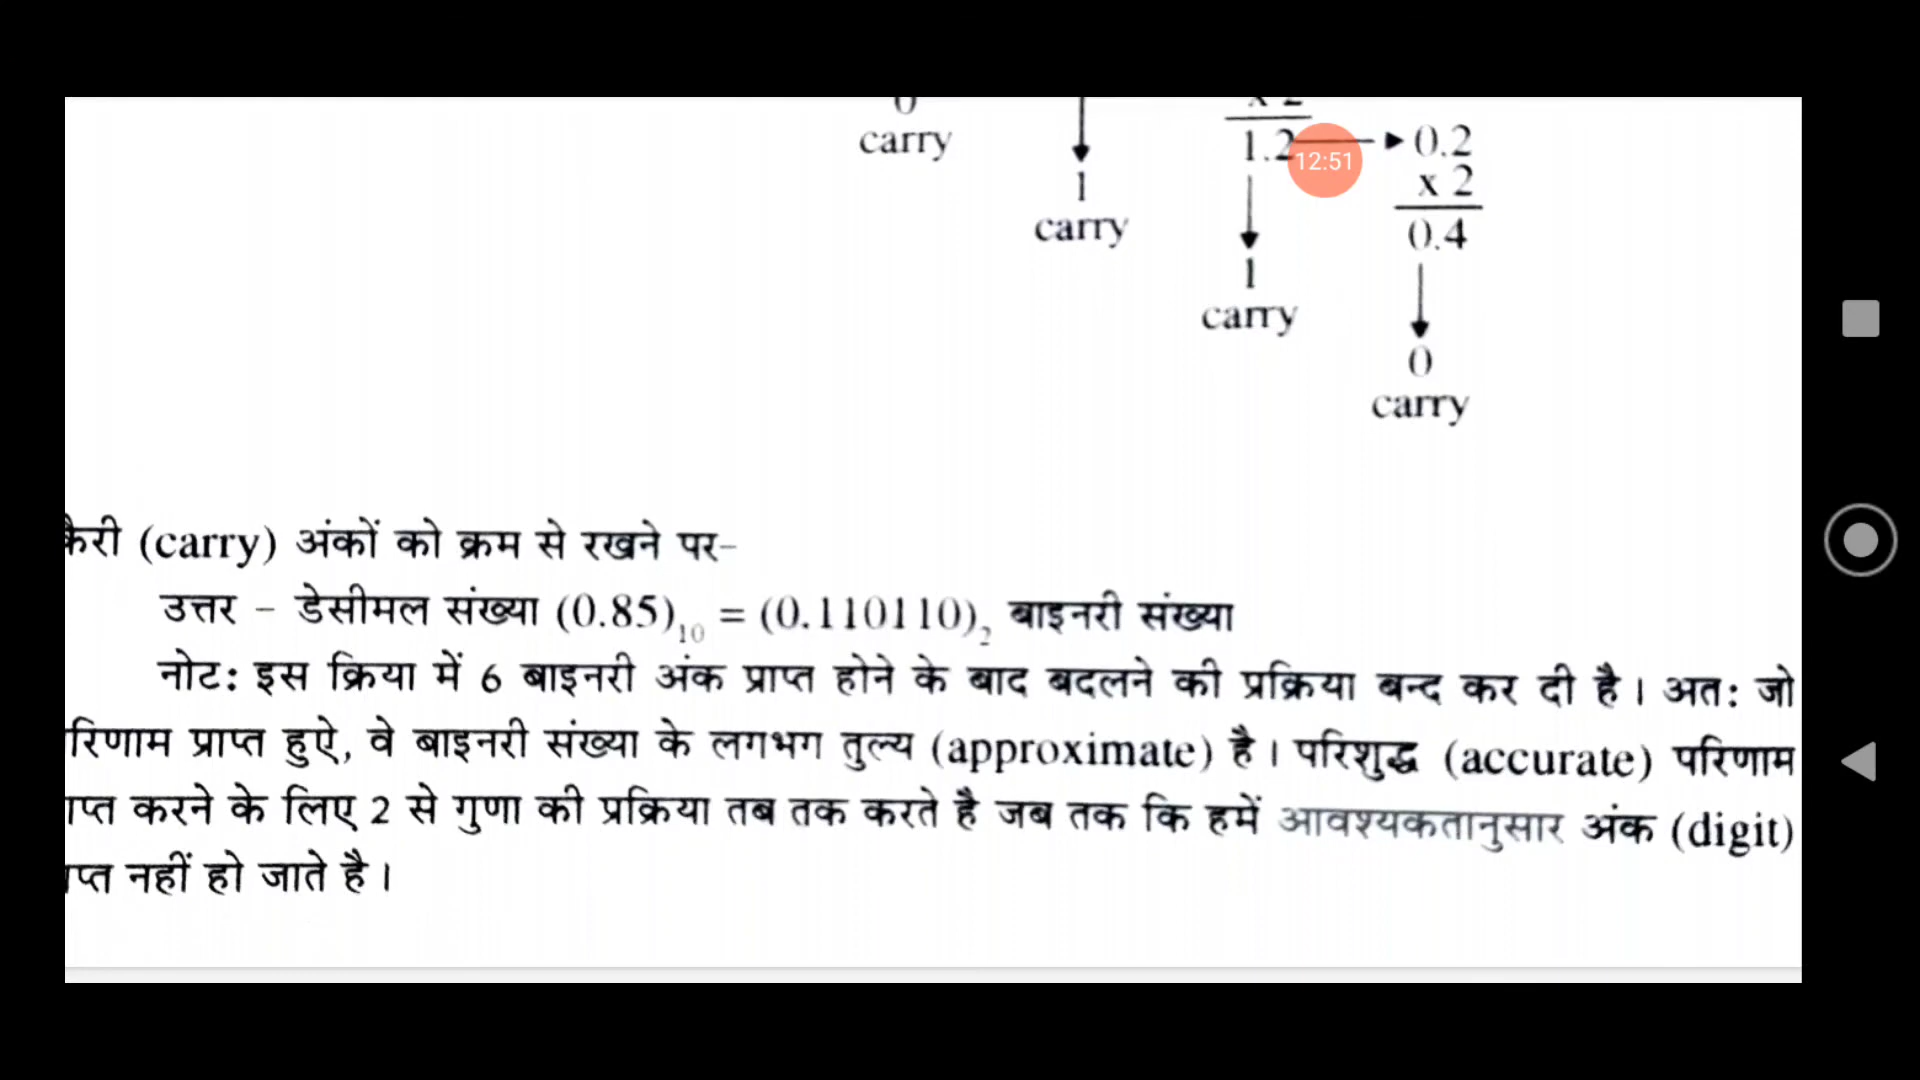 0 x 2
carry 1.2 0.2
12:51
1 x 2
carry 0.4
1
carry
0
carry
कैरी (carry) अंकों को क्रम से रखने पर-
उत्तर - डेसीमल संख्या (0.85)₁₀ = (0.110110)₂ बाइनरी संख्या
नोट: इस क्रिया में 6 बाइनरी अंक प्राप्त होने के बाद बदलने की प्रक्रिया बन्द कर दी है। अत: जो
रिणाम प्राप्त हुऐ, वे बाइनरी संख्या के लगभग तुल्य (approximate) है। परिशुद्ध (accurate) परिणाम
प्त करने के लिए 2 से गुणा की प्रक्रिया तब तक करते है जब तक कि हमें आवश्यकतानुसार अंक (digit)
प्त नहीं हो जाते है।